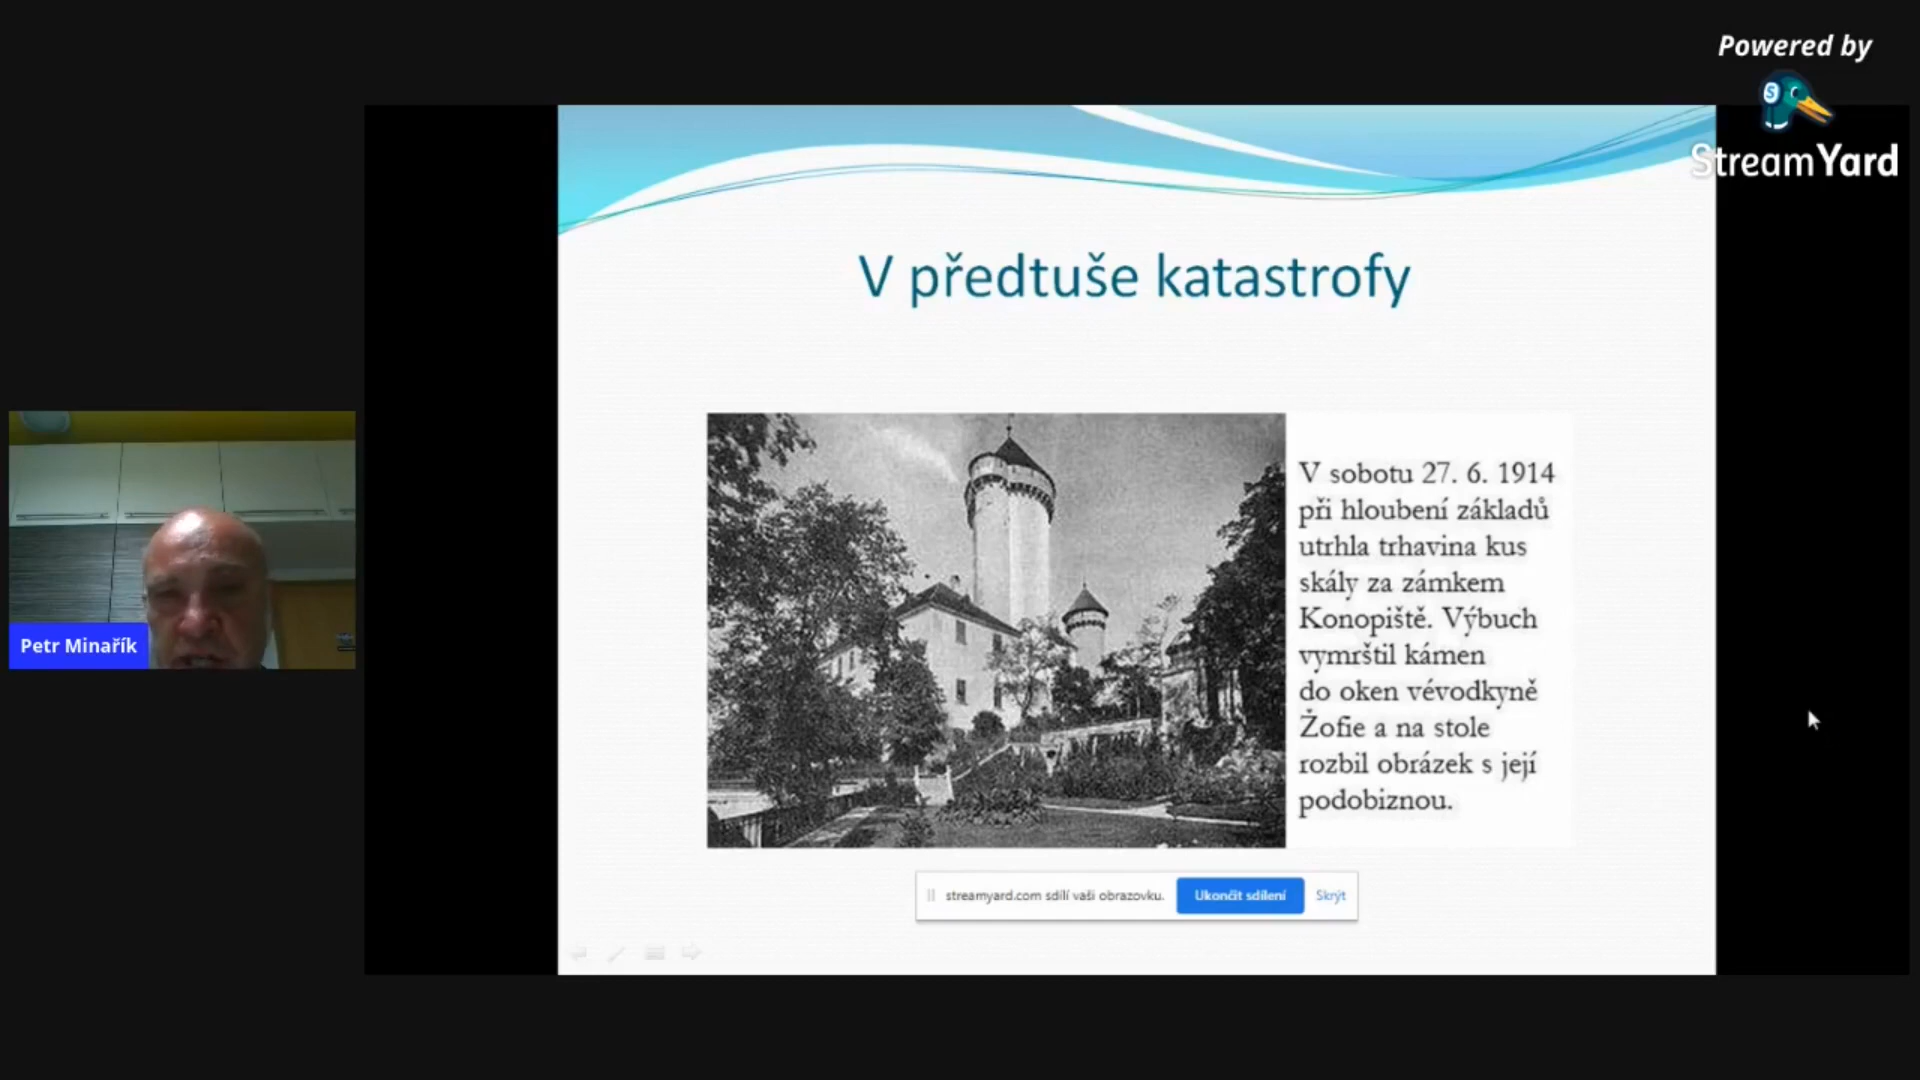 Powered by
StreamYard
V předtuše katastrofy
V sobotu 27. 6. 1914
při hloubení základů
utrhla trhavina kus
skály za zámkem
Konopiště. Výbuch
vymrštil kámen
do oken vévodkyně
Žofie a na stole
rozbil obrázek s její
podobiznou.
Petr Minařík
streamyard.com sdílí vaši obrazovku.
Ukončit sdílení
Skrýt